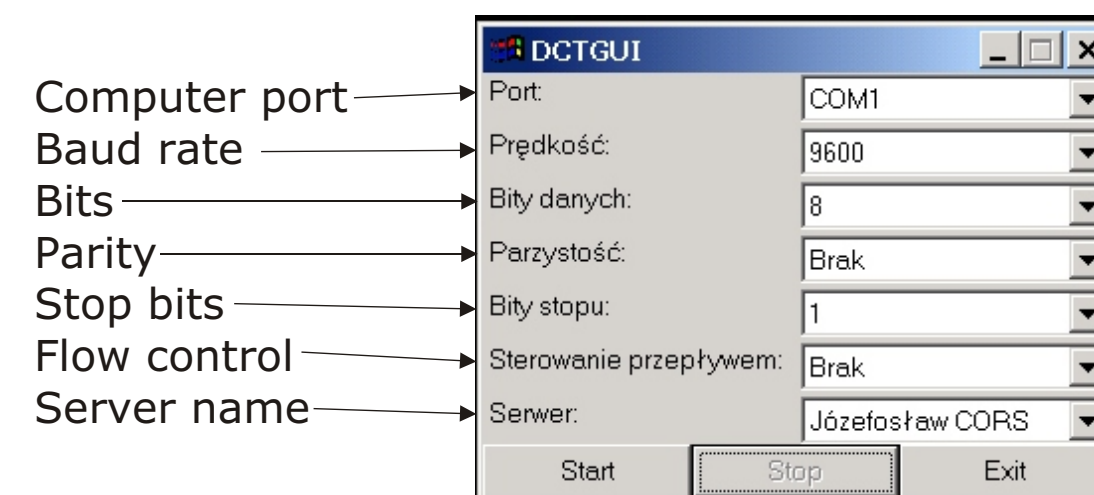 DCTGUI
Computer port Port: COM1
Baud rate Prędkość: 9600
Bits Bity danych: 8
Parity Parzystość: Brak
Stop bits Bity stopu: 1
Flow control Sterowanie przepływem: Brak
Server name Serwer: Józefosław CORS
Start Stop Exit